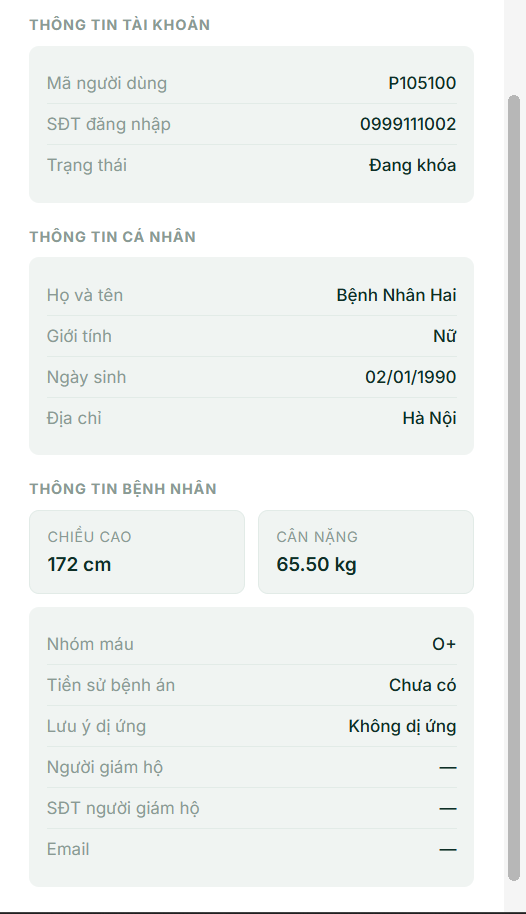 THÔNG TIN TÀI KHOẢN
Mã người dùng P105100
SĐT đăng nhập 0999111002
Trạng thái Đang khóa
THÔNG TIN CÁ NHÂN
Họ và tên Bệnh Nhân Hai
Giới tính Nữ
Ngày sinh 02/01/1990
Địa chỉ Hà Nội
THÔNG TIN BỆNH NHÂN
CHIỀU CAO CÂN NẶNG
172 cm 65.50 kg
Nhóm máu O+
Tiền sử bệnh án Chưa có
Lưu ý dị ứng Không dị ứng
Người giám hộ —
SĐT người giám hộ —
Email —